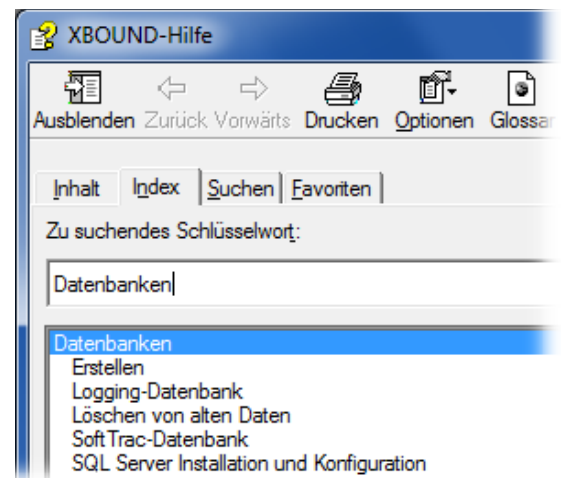 XBOUND-Hilfe
Ausblenden Zurück Vorwärts Drucken Optionen Glossar
Inhalt Index Suchen Favoriten
Zu suchendes Schlüsselwort:
Datenbanken
Datenbanken
Erstellen
Logging-Datenbank
Löschen von alten Daten
SoftTrac-Datenbank
SQL Server Installation und Konfiguration